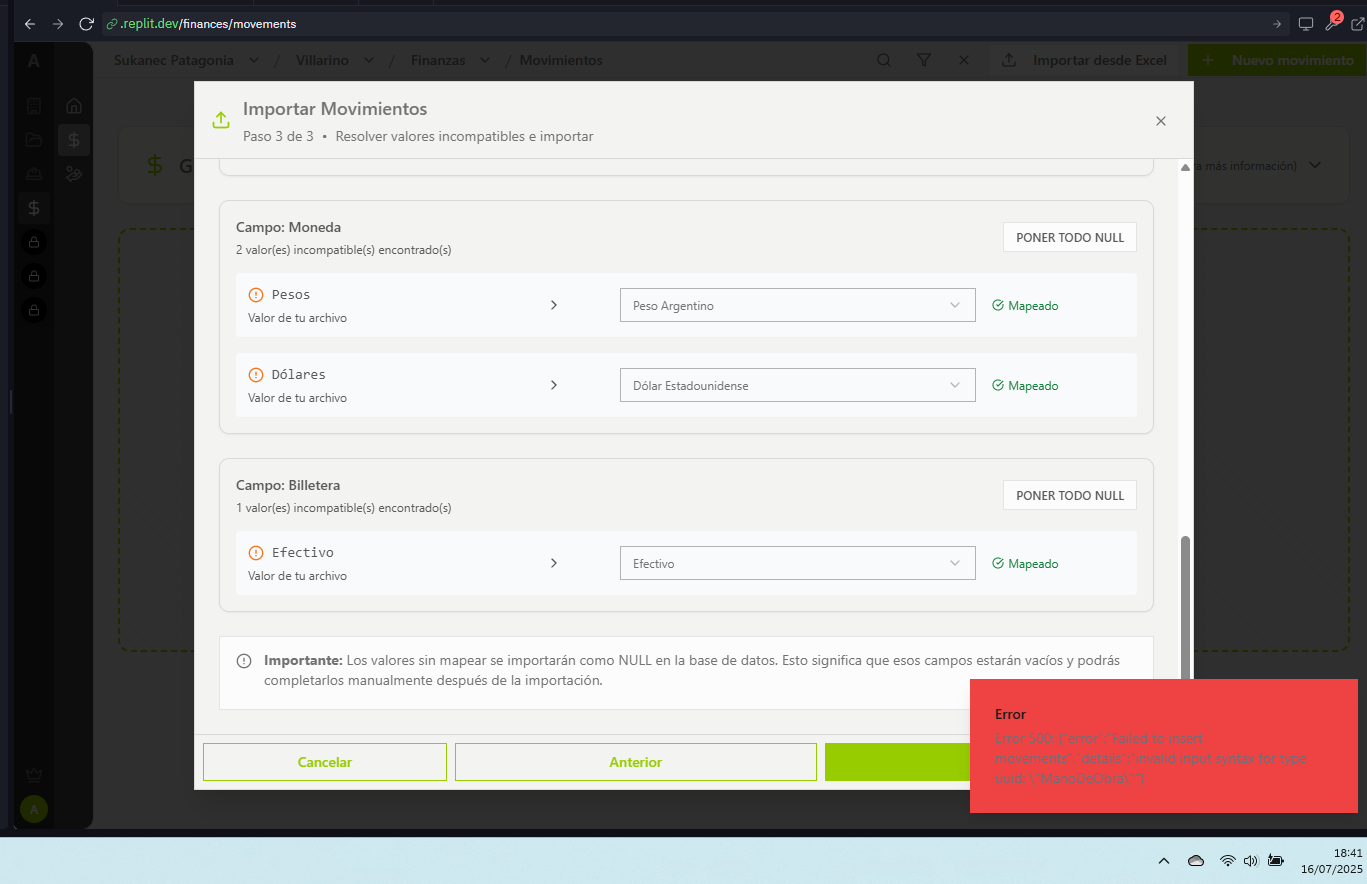 .replit.dev/finances/movements
2
A
Sukanec Patagonia / Villarino / Finanzas / Movimientos
Importar desde Excel
+ Nuevo movimiento
Importar Movimientos
Paso 3 de 3 • Resolver valores incompatibles e importar
$ G
a más información)
Campo: Moneda
2 valor(es) incompatible(s) encontrado(s)
PONER TODO NULL
Pesos
Valor de tu archivo
Peso Argentino
Mapeado
Dólares
Valor de tu archivo
Dólar Estadounidense
Mapeado
Campo: Billetera
1 valor(es) incompatible(s) encontrado(s)
PONER TODO NULL
Efectivo
Valor de tu archivo
Efectivo
Mapeado
Importante: Los valores sin mapear se importarán como NULL en la base de datos. Esto significa que esos campos estarán vacíos y podrás
completarlos manualmente después de la importación.
Cancelar
Anterior
Error
Error 500: {"error":"Failed to insert
movements","details":"invalid input syntax for type
uuid: \"ManoDeObra\""}
A
18:41
16/07/2025